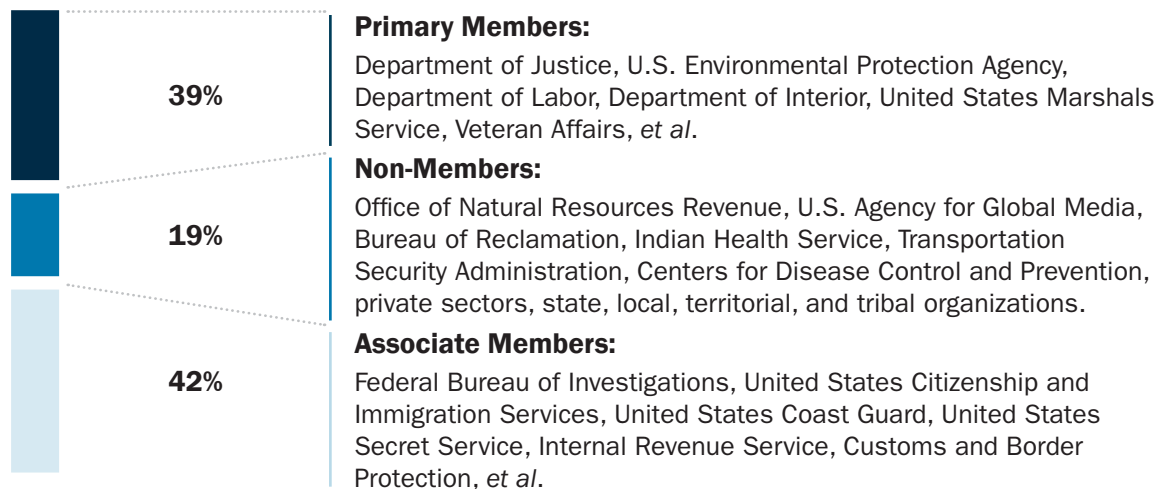 39%
Primary Members:
Department of Justice, U.S. Environmental Protection Agency,
Department of Labor, Department of Interior, United States Marshals
Service, Veteran Affairs, et al.
19%
Non-Members:
Office of Natural Resources Revenue, U.S. Agency for Global Media,
Bureau of Reclamation, Indian Health Service, Transportation
Security Administration, Centers for Disease Control and Prevention,
private sectors, state, local, territorial, and tribal organizations.
42%
Associate Members:
Federal Bureau of Investigations, United States Citizenship and
Immigration Services, United States Coast Guard, United States
Secret Service, Internal Revenue Service, Customs and Border
Protection, et al.